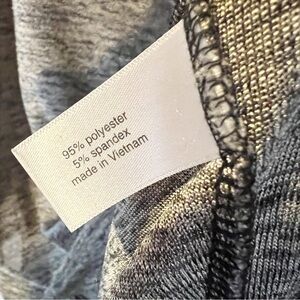 95% polyester
5% spandex
made in Vietnam